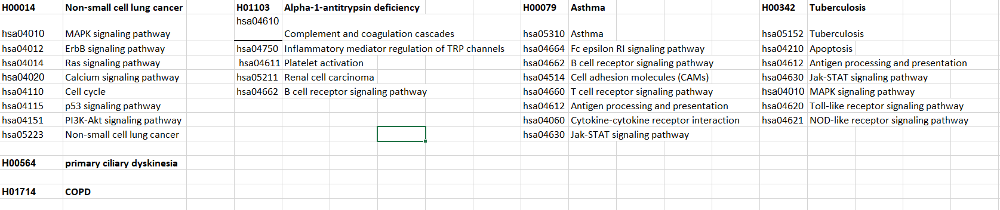 H00014 Non-small cell lung cancer H01103 Alpha-1-antitrypsin deficiency H00079 Asthma H00342 Tuberculosis
hsa04010 MAPK signaling pathway hsa04610 Complement and coagulation cascades hsa05310 Asthma hsa05152 Tuberculosis
hsa04012 ErbB signaling pathway hsa04750 Inflammatory mediator regulation of TRP channels hsa04664 Fc epsilon RI signaling pathway hsa04210 Apoptosis
hsa04014 Ras signaling pathway hsa04611 Platelet activation hsa04662 B cell receptor signaling pathway hsa04612 Antigen processing and presentation
hsa04020 Calcium signaling pathway hsa05211 Renal cell carcinoma hsa04514 Cell adhesion molecules (CAMs) hsa04630 Jak-STAT signaling pathway
hsa04110 Cell cycle hsa04662 B cell receptor signaling pathway hsa04660 T cell receptor signaling pathway hsa04010 MAPK signaling pathway
hsa04115 p53 signaling pathway hsa04612 Antigen processing and presentation hsa04620 Toll-like receptor signaling pathway
hsa04151 PI3K-Akt signaling pathway hsa04060 Cytokine-cytokine receptor interaction hsa04621 NOD-like receptor signaling pathway
hsa05223 Non-small cell lung cancer hsa04630 Jak-STAT signaling pathway
H00564 primary ciliary dyskinesia
H01714 COPD